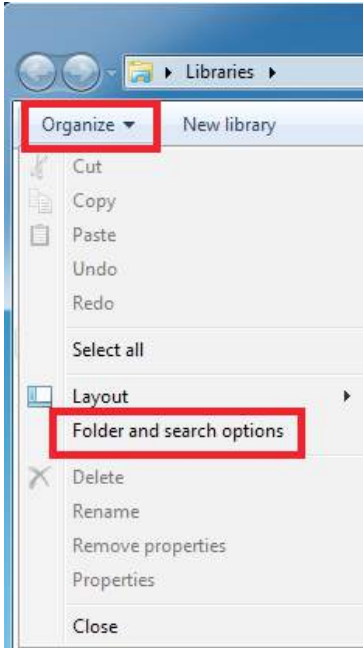 Libraries
Organize New library
Cut
Copy
Paste
Undo
Redo
Select all
Layout
Folder and search options
Delete
Rename
Remove properties
Properties
Close